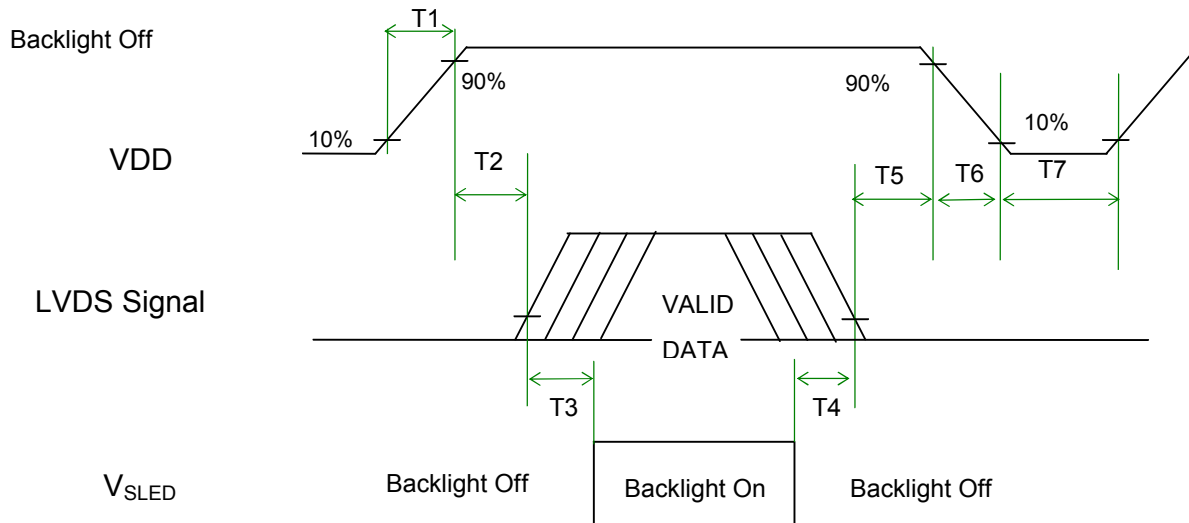 T1
Backlight Off
90%
90%
10%
10%
VDD
T2
T5
T6
T7
LVDS Signal
VALID
DATA
T3
T4
VSLED
Backlight Off
Backlight On
Backlight Off